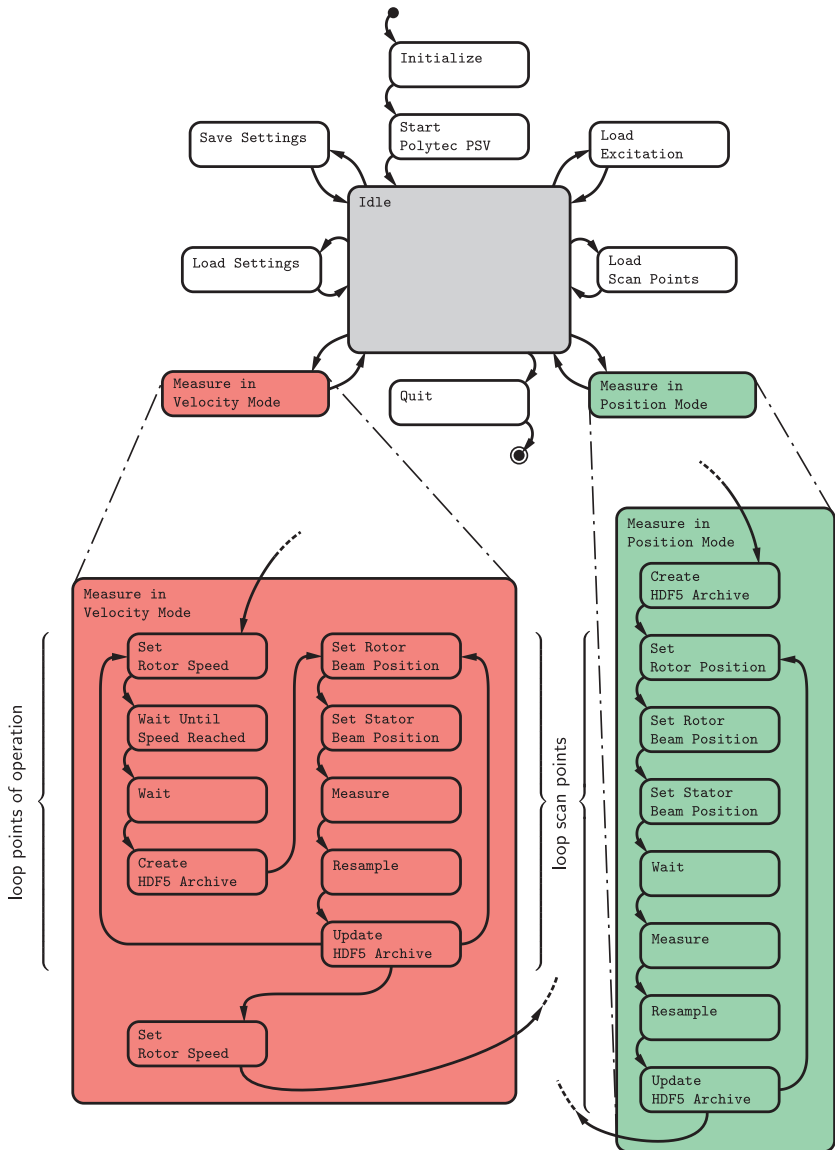 Initialize
Start
Polytec PSV
Save Settings
Load
Excitation
Idle
Load Settings
Load
Scan Points
Measure in
Velocity Mode
Quit
Measure in
Position Mode
Measure in
Velocity Mode
loop points of operation
Set
Rotor Speed
Wait Until
Speed Reached
Wait
Create
HDF5 Archive
Set Rotor
Beam Position
Set Stator
Beam Position
Measure
Resample
Update
HDF5 Archive
Set
Rotor Speed
loop scan points
Measure in
Position Mode
Create
HDF5 Archive
Set
Rotor Position
Set Rotor
Beam Position
Set Stator
Beam Position
Wait
Measure
Resample
Update
HDF5 Archive